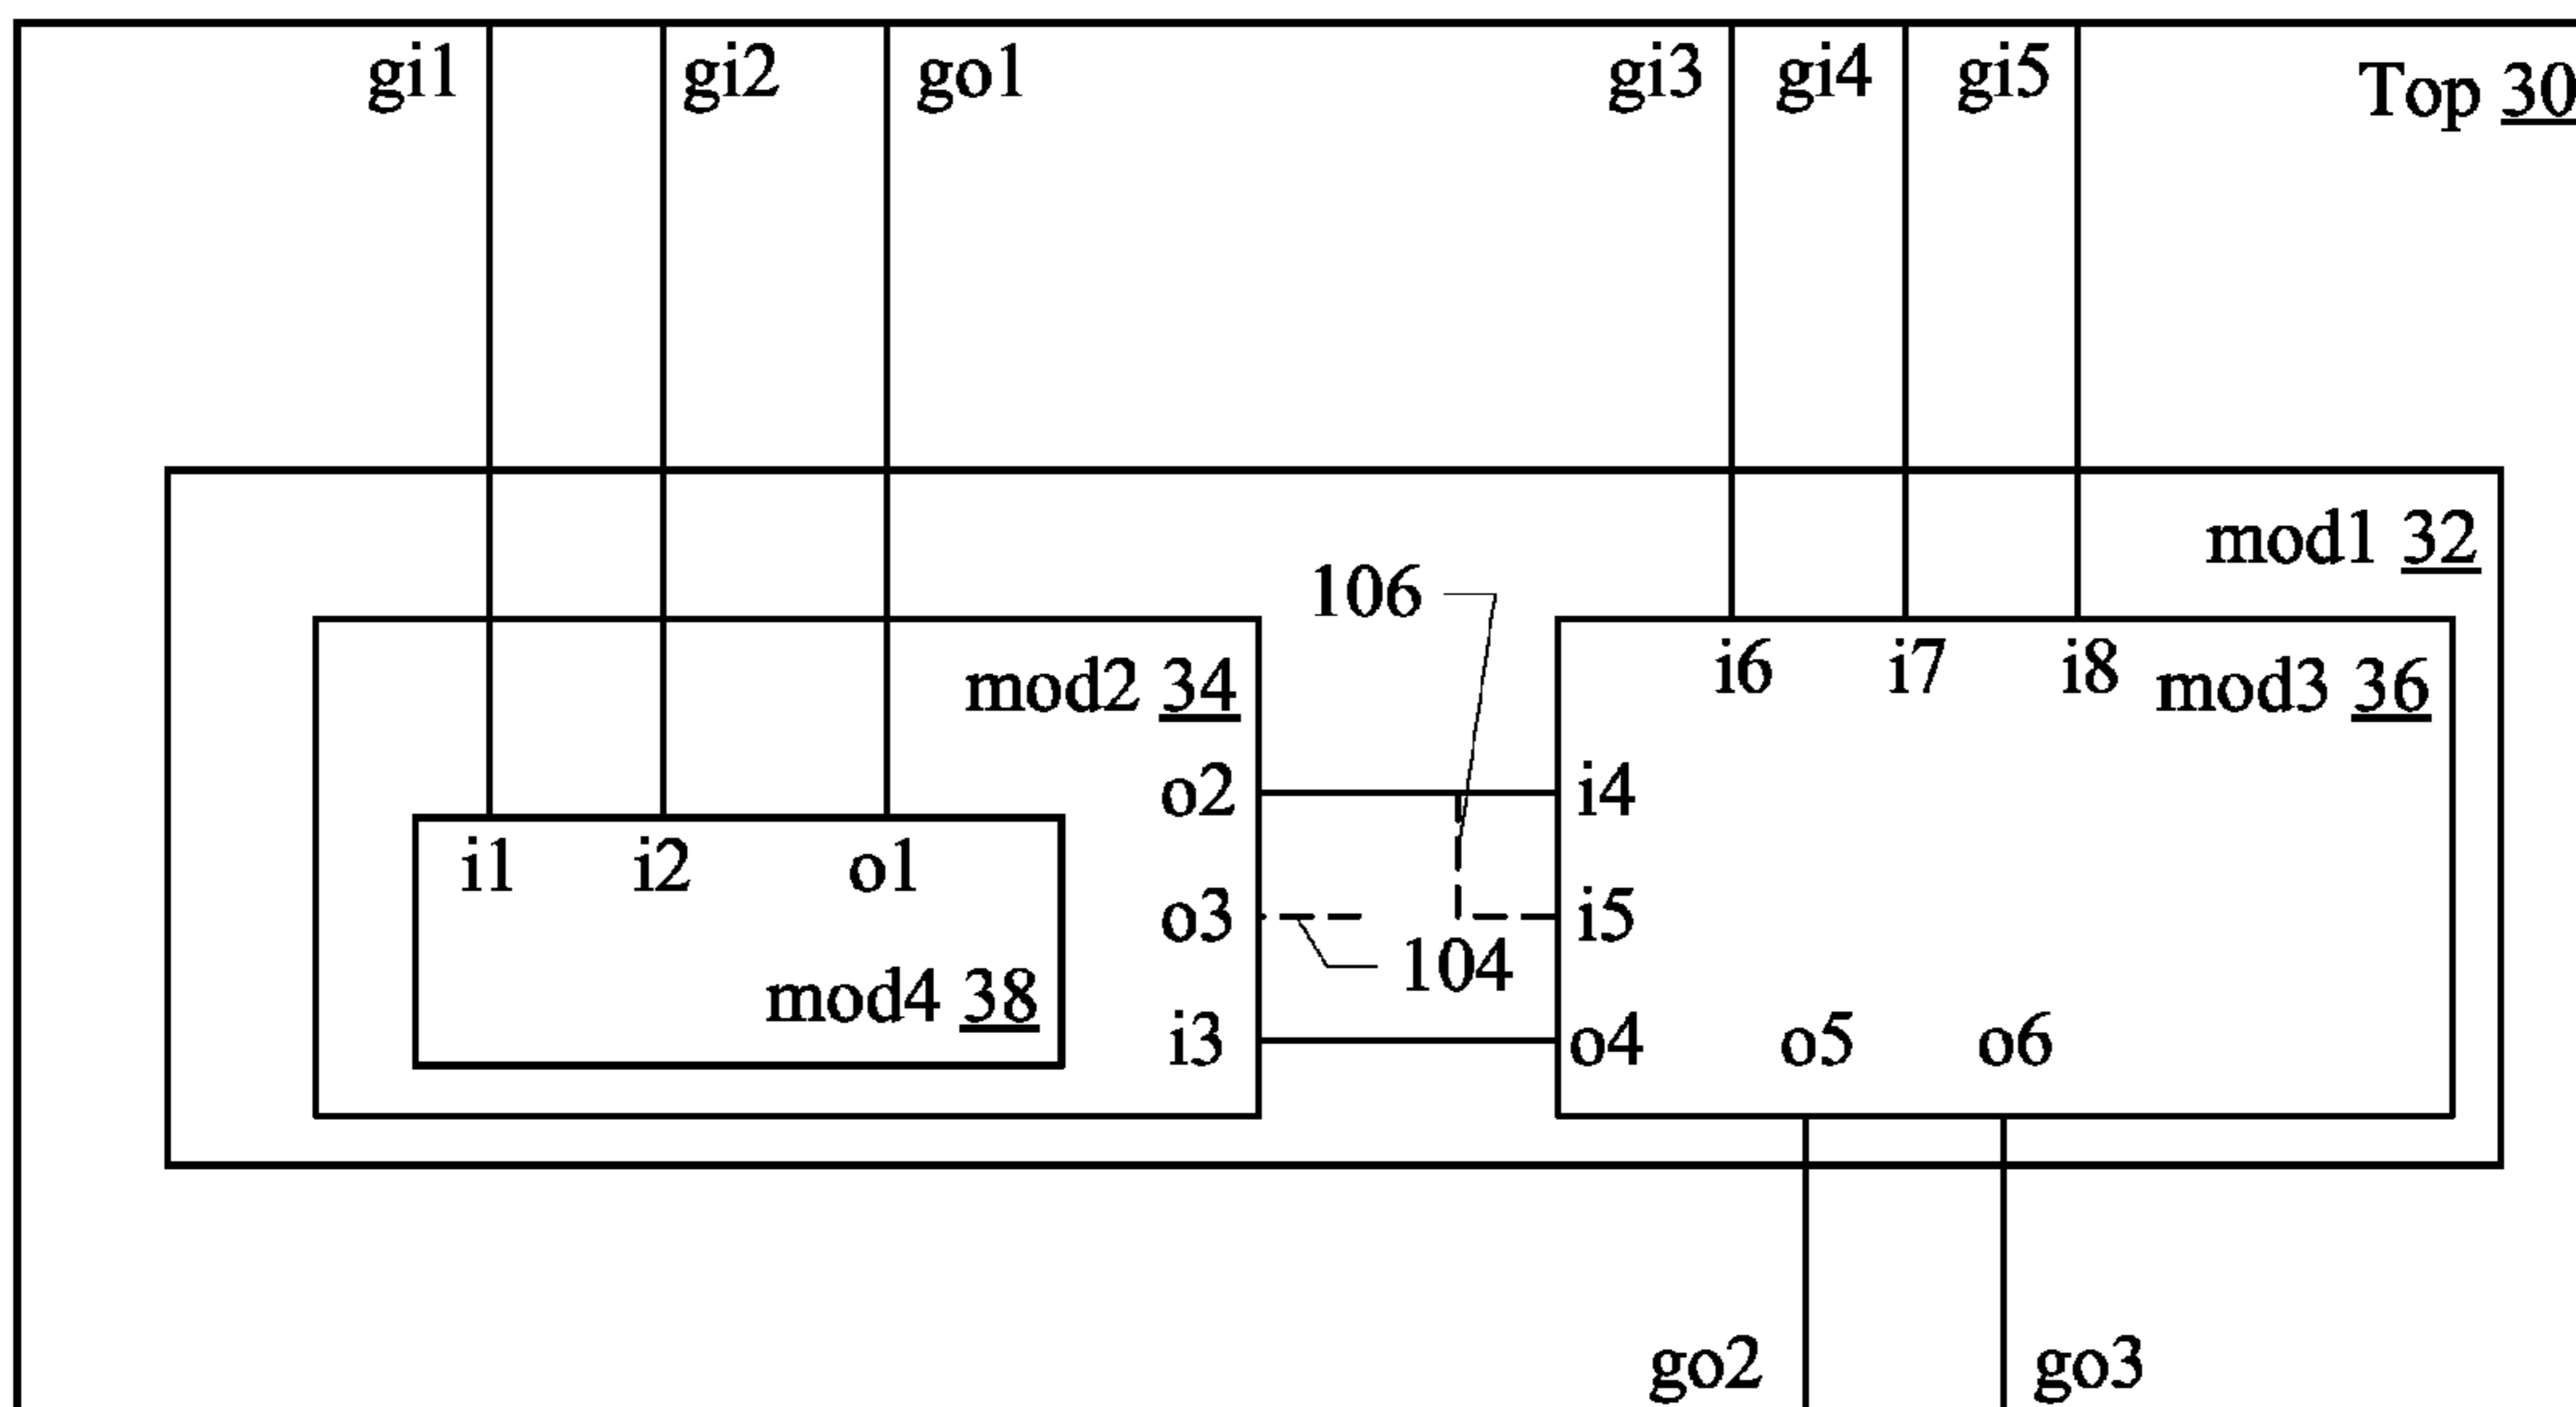 gi1 gi2 go1 gi3 gi4 gi5 Top 30
mod1 32
106
mod2 34 i6 i7 i8 mod3 36
o2 i4
i1 i2 o1
o3 i5
104
mod4 38
i3 o4 o5 o6
go2 go3